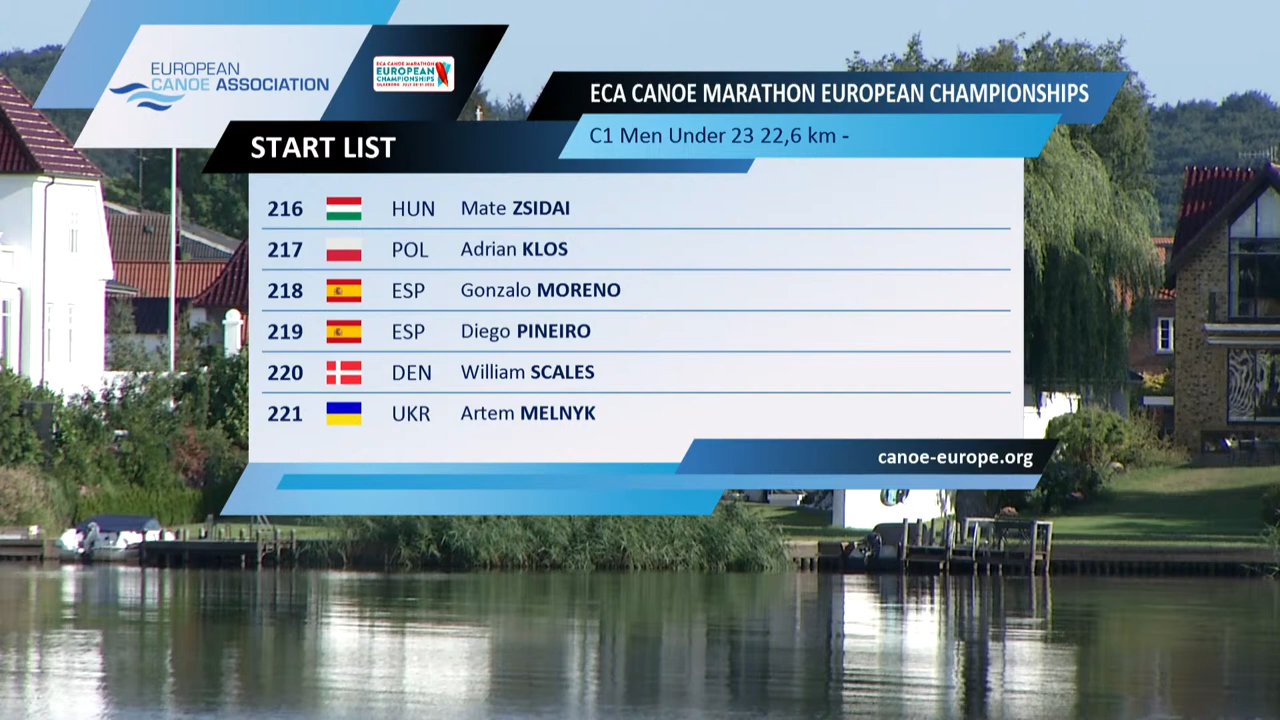 EUROPEAN
CANOE ASSOCIATION
ECA CANOE MARATHON
EUROPEAN
CHAMPIONSHIPS
ECA CANOE MARATHON EUROPEAN CHAMPIONSHIPS
START LIST
C1 Men Under 23 22,6 km -
216 HUN Mate ZSIDAI
217 POL Adrian KLOS
218 ESP Gonzalo MORENO
219 ESP Diego PINEIRO
220 DEN William SCALES
221 UKR Artem MELNYK
canoe-europe.org